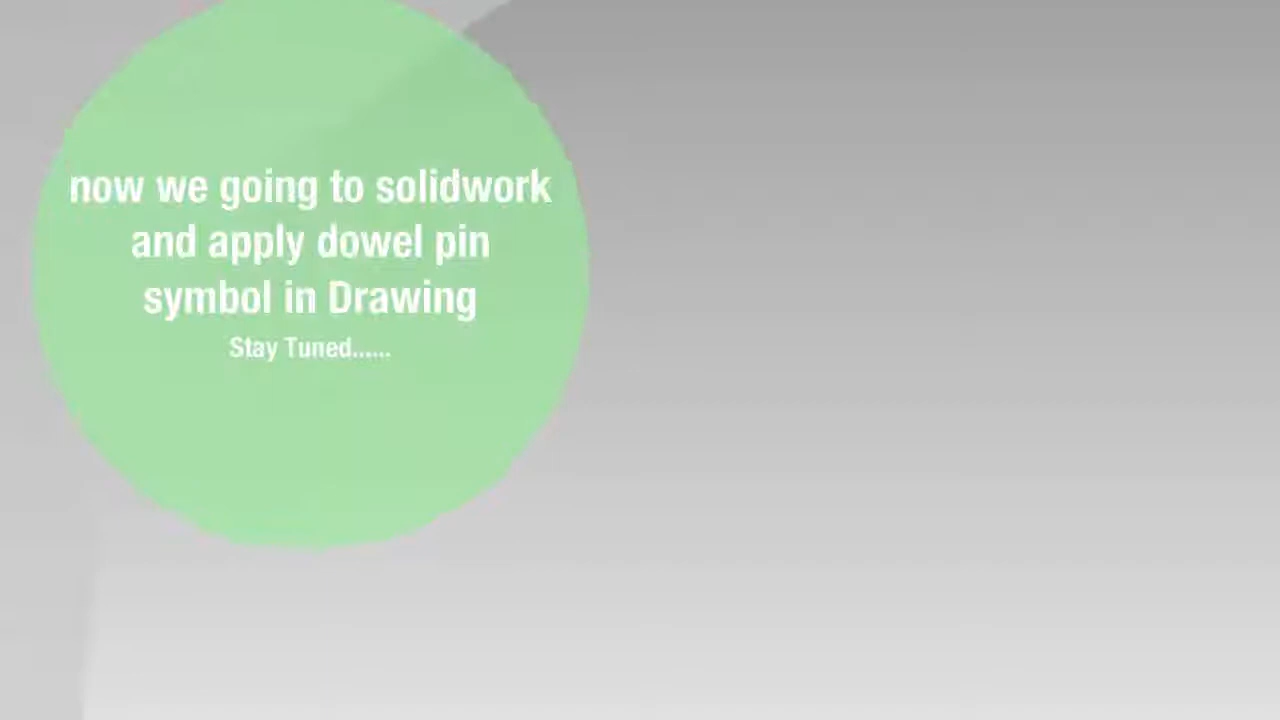 now we going to solidwork
and apply dowel pin
symbol in Drawing
Stay Tuned......